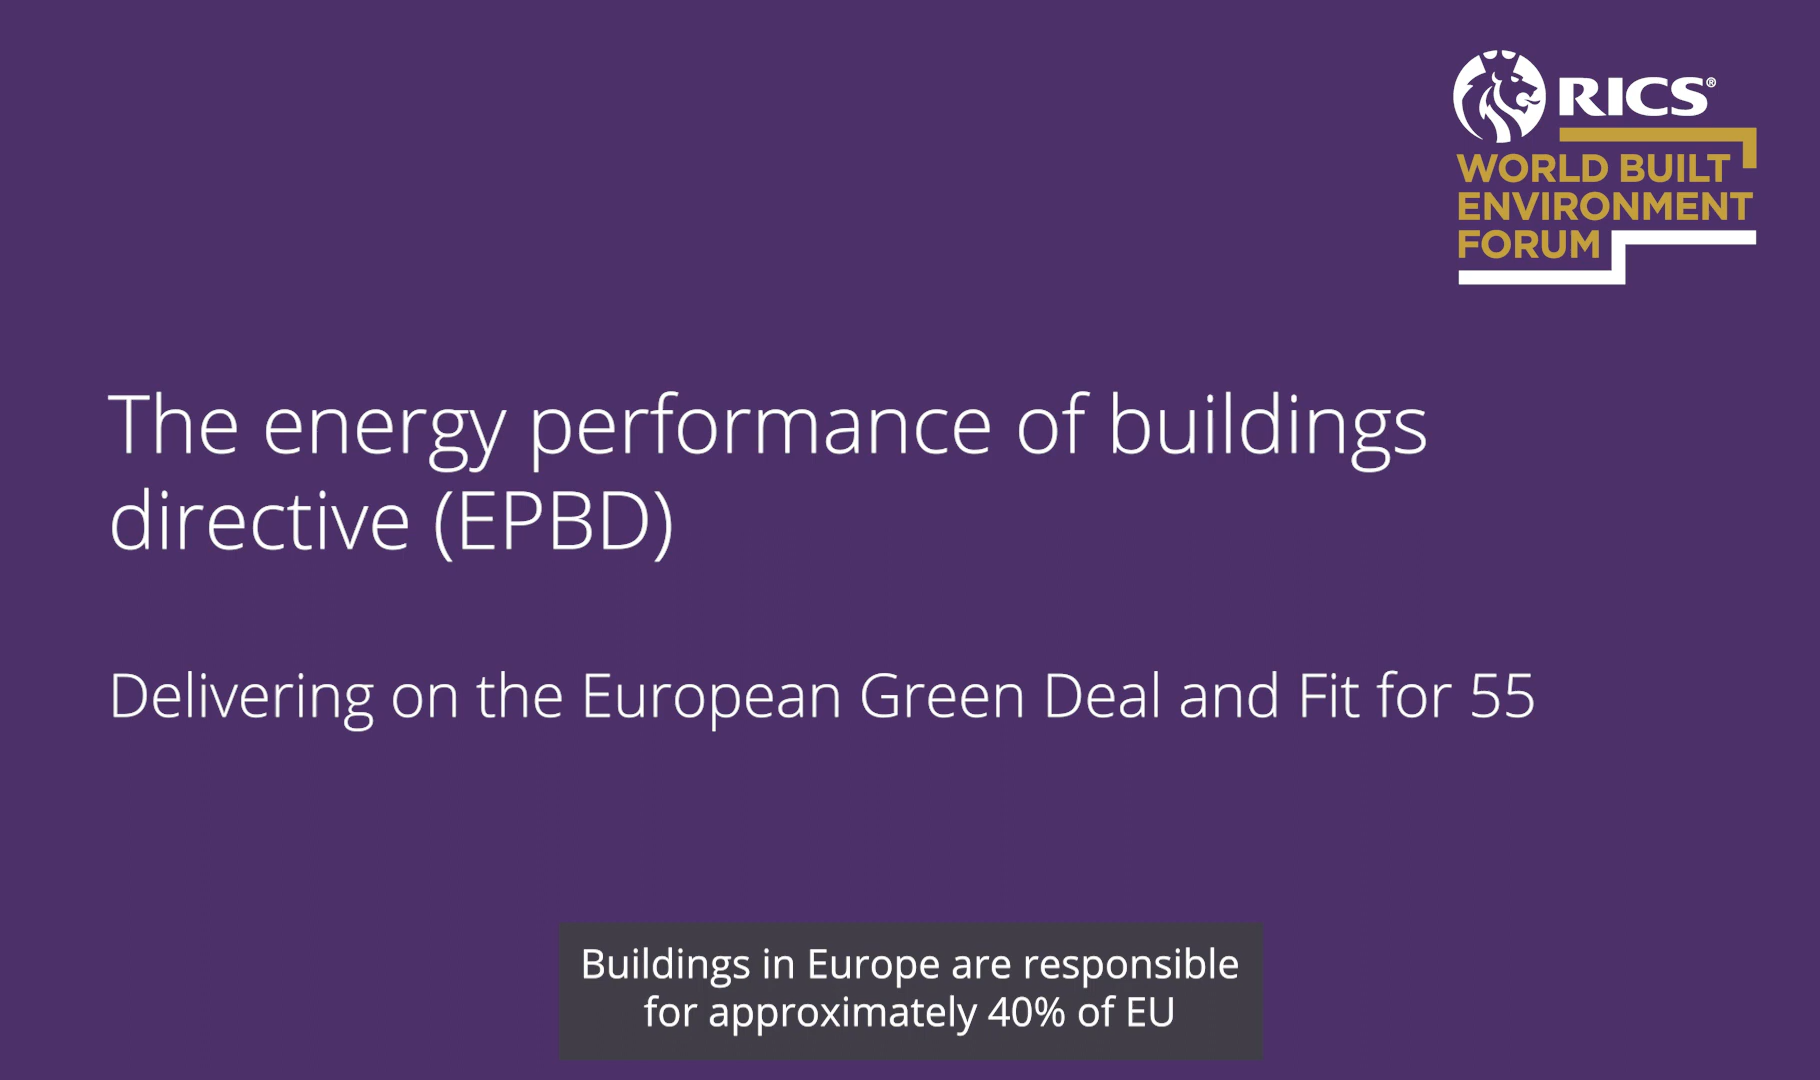 RICS®
WORLD BUILT
ENVIRONMENT
FORUM
The energy performance of buildings
directive (EPBD)
Delivering on the European Green Deal and Fit for 55
Buildings in Europe are responsible
for approximately 40% of EU